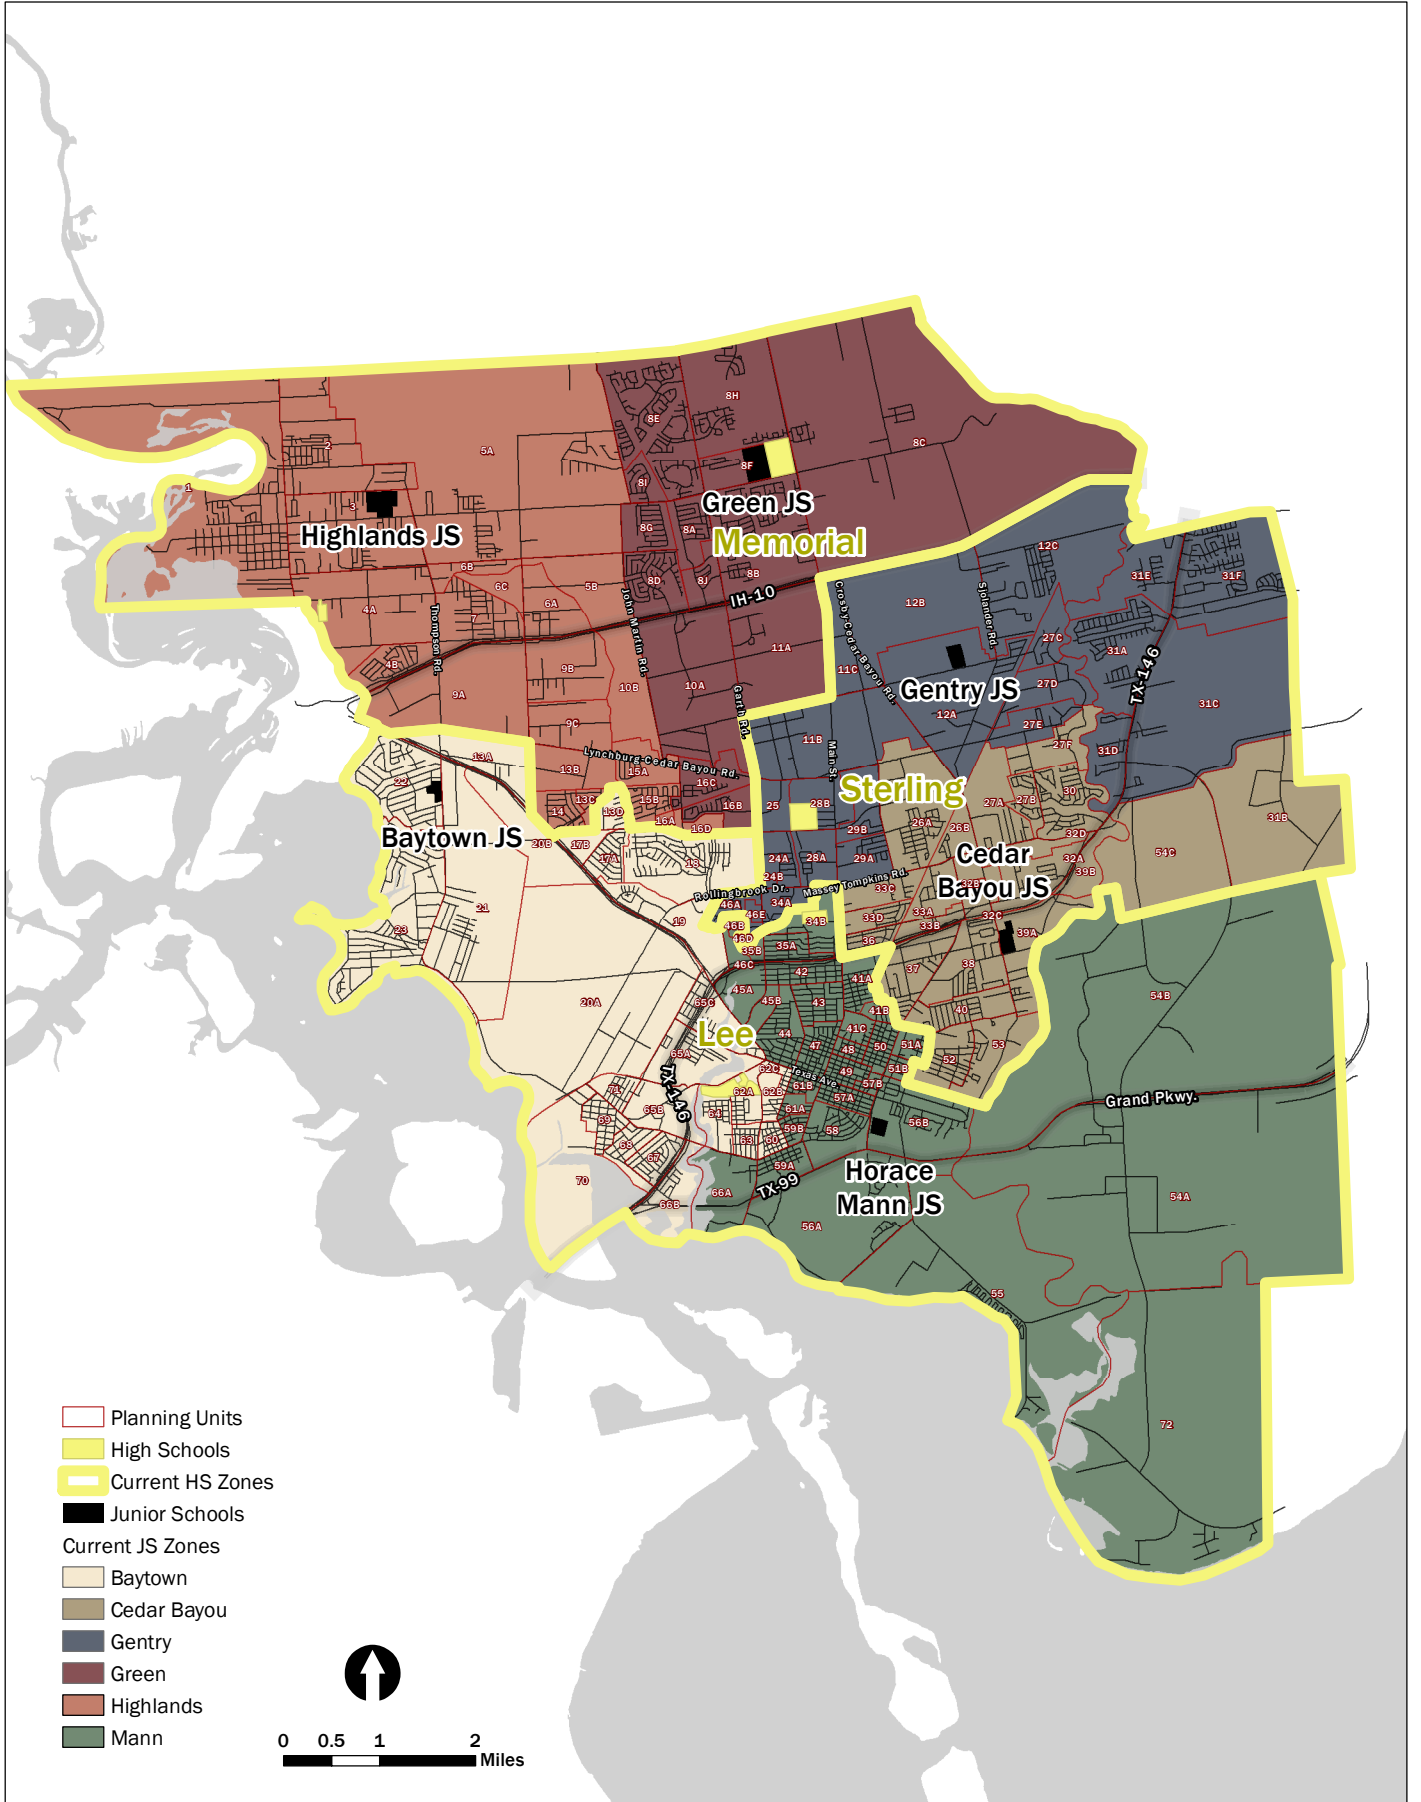 8H
8E
8C
2
5A
8F
8I
1
3
Green JS
8G
8A
Highlands JS
Memorial
12C
6B
8B
31E
31F
8D
8J
6C
5B
IH-10
Crosby-Cedar Bayou Rd.
Sjolander Rd.
6A
12B
4A
Thompson Rd.
7
John Martin Rd.
27C
11A
31A
4B
9B
11C
TX-146
10B
10A
27D
Gentry JS
9A
Garth Rd.
31C
12A
9C
27E
11B
27F
31D
Main St.
13A
Lynchburg-Cedar Bayou Rd.
13B
15A
22
16C
Sterling
30
13C
15B
27A
27B
16B
25
28B
14
13D
31B
16A
26A
26B
16D
29B
32D
Baytown JS
20B
17B
Cedar
54C
17A
24A
28A
29A
32A
18
39B
24B
Massey Tompkins Rd.
Bayou JS
32B
Rollingbrook Dr.
33C
46A
34A
21
46E
33A
19
46B
34B
33D
32C
33B
23
46D
39A
35A
36
35B
46C
38
42
37
41A
45A
54B
20A
65C
45B
43
40
41B
Lee
44
41C
47
48
50
51A
53
65A
52
62C
49
51B
TX-146
Texas Ave.
57B
61B
71
62A
62B
57A
Grand Pkwy.
65B
61A
64
69
56B
59B
58
63
60
68
67
59A
Horace
70
TX-99
66A
Mann JS
54A
66B
56A
55
72
Planning Units
High Schools
Current HS Zones
Junior Schools
Current JS Zones
Baytown
Cedar Bayou
Gentry
Green
Highlands
Mann
0 0.5 1 2
Miles